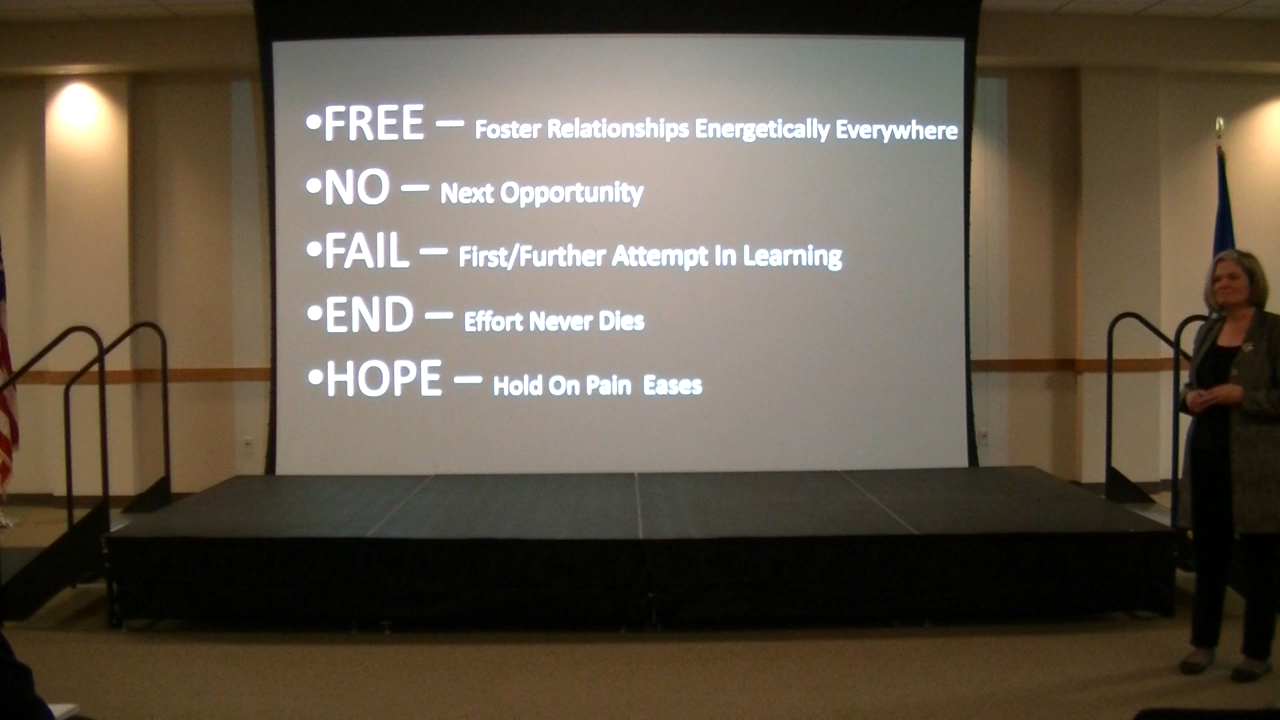 •FREE – Foster Relationships Energetically Everywhere
•NO – Next Opportunity
•FAIL – First/Further Attempt In Learning
•END – Effort Never Dies
•HOPE – Hold On Pain  Eases